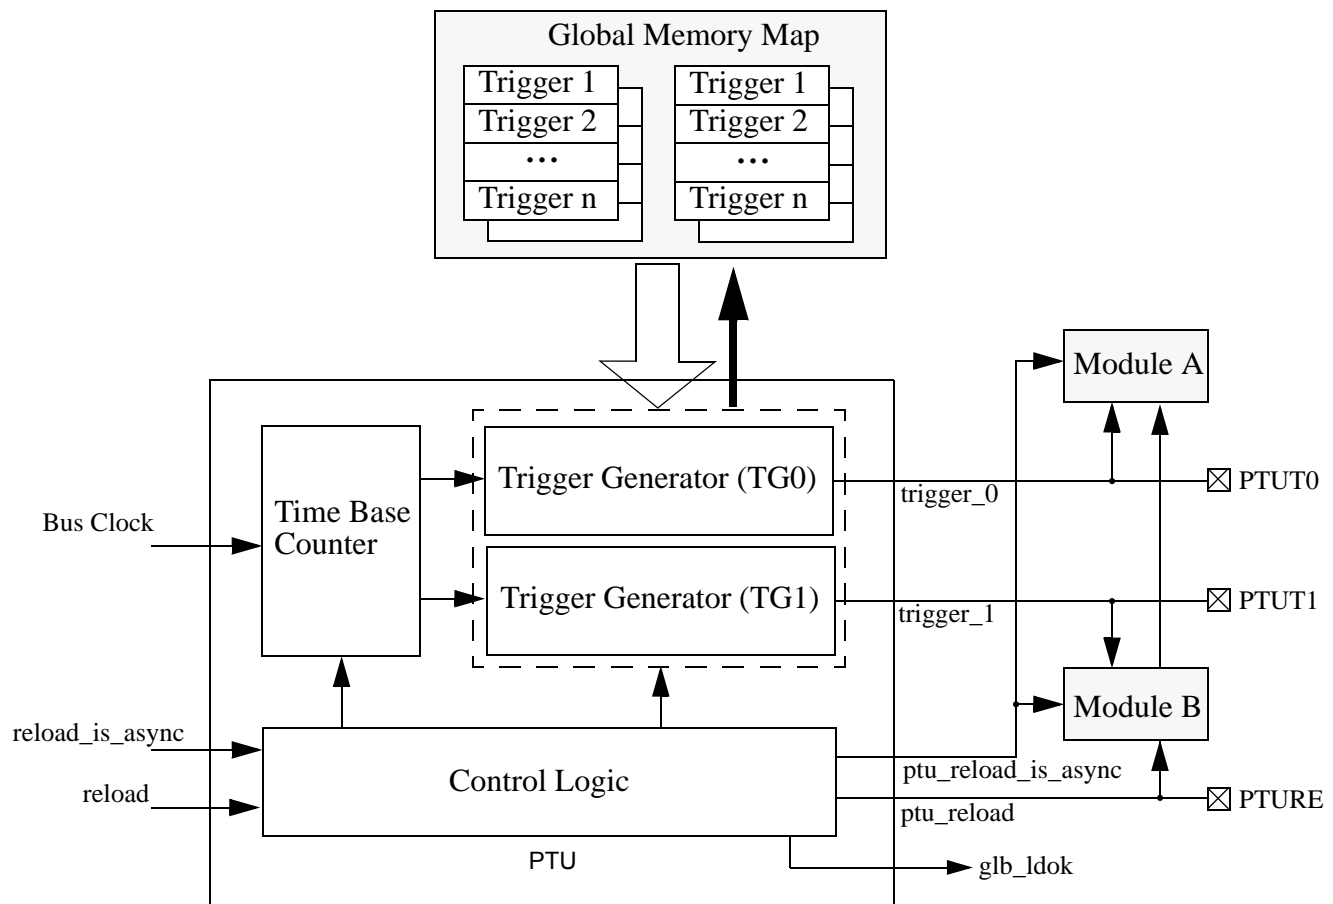 Global Memory Map
Trigger 1
Trigger 2
...
Trigger n
Trigger 1
Trigger 2
...
Trigger n
Module A
Trigger Generator (TG0)
trigger_0
PTUT0
Bus Clock
Time Base
Counter
Trigger Generator (TG1)
trigger_1
PTUT1
Module B
reload_is_async
reload
Control Logic
ptu_reload_is_async
ptu_reload
PTURE
PTU
glb_ldok